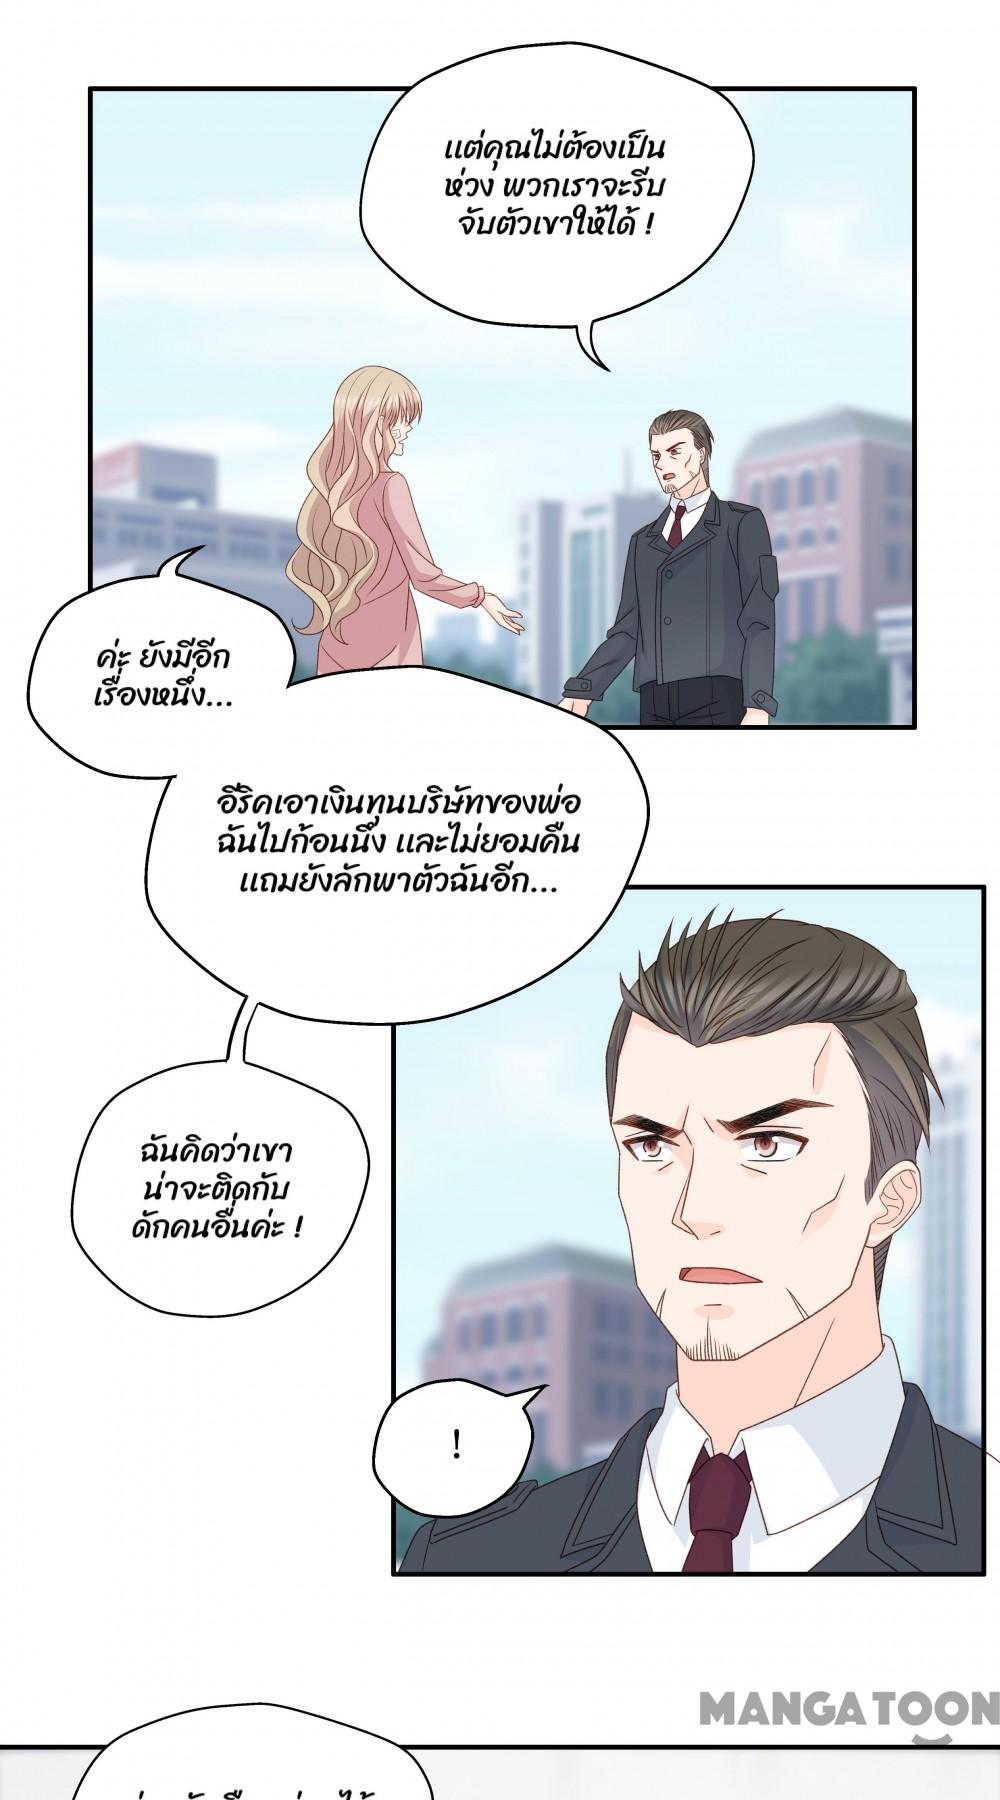 แต่คุณไม่ต้องเป็น
ห่วง พวกเราจะรีบ
จับตัวเขาให้ได้ !
ค่ะ ยังมีอีก
เรื่องหนึ่ง...
อีริคเอาเงินทุนบริษัทของพ่อ
ฉันไปก้อนนึง และไม่ยอมคืน
แถมยังลักพาตัวฉันอีก...
ฉันคิดว่าเขา
น่าจะติดกับ
ดักคนอื่นค่ะ !
!
MANGATOON